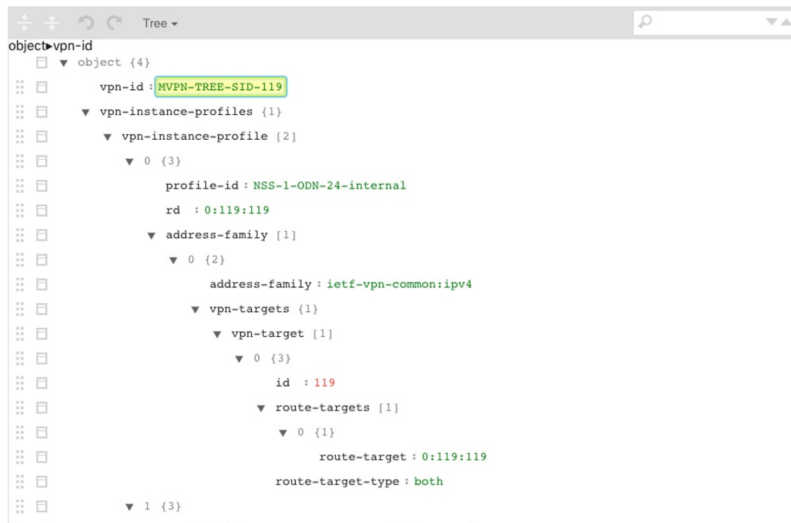 Tree
object►vpn-id
object {4}
vpn-id : MVPN-TREE-SID-119
vpn-instance-profiles {1}
vpn-instance-profile [2]
0 {3}
profile-id : NSS-1-ODN-24-internal
rd : 0:119:119
address-family [1]
0 {2}
address-family : ietf-vpn-common:ipv4
vpn-targets {1}
vpn-target [1]
0 {3}
id : 119
route-targets [1]
0 {1}
route-target : 0:119:119
route-target-type : both
1 {3}